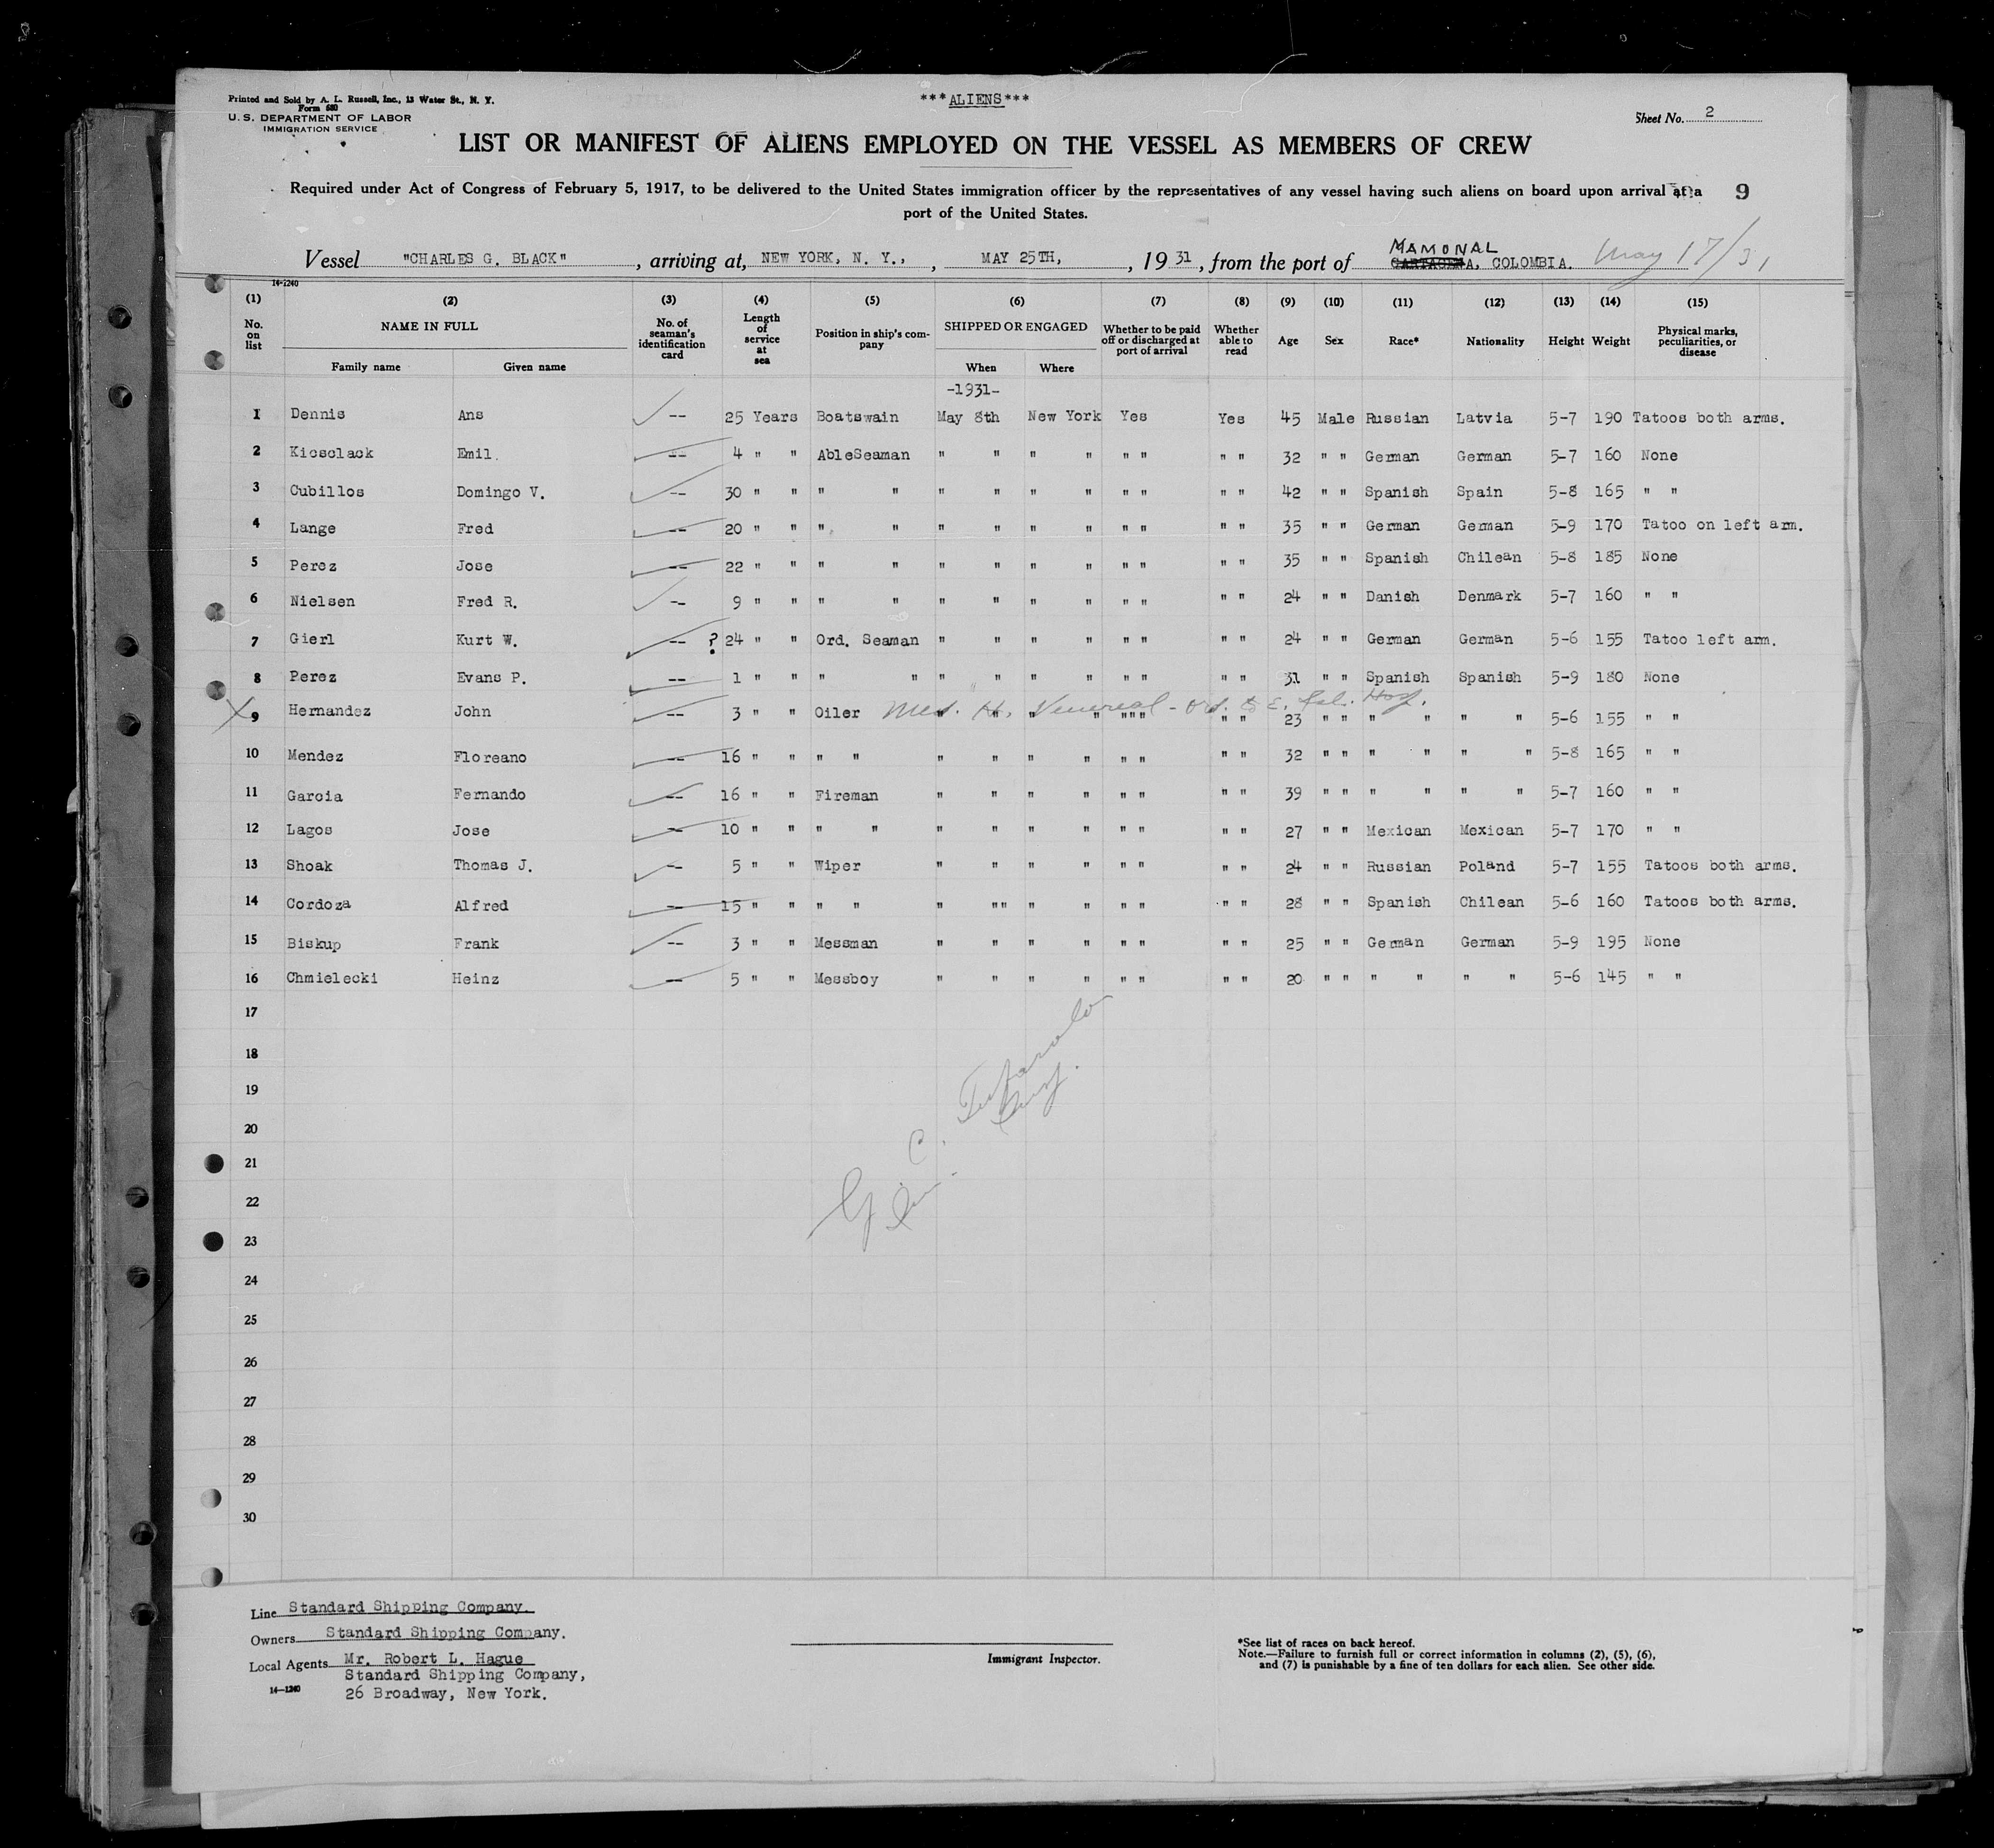 Printed and Sold by A. L. Russell, Inc., 13 Water St., N. Y.
Form 680
U. S. DEPARTMENT OF LABOR
IMMIGRATION SERVICE
***ALIENS***
Sheet No. 2
LIST OR MANIFEST OF ALIENS EMPLOYED ON THE VESSEL AS MEMBERS OF CREW
Required under Act of Congress of February 5, 1917, to be delivered to the United States immigration officer by the representatives of any vessel having such aliens on board upon arrival at a 9
port of the United States.
MAMONAL
Vessel "CHARLES G. BLACK", arriving at, NEW YORK, N. Y., , MAY 25TH, , 19 31, from the port of CARTAGENA, COLOMBIA. May 17/31
14-1240
(1) (2) (3) (4) (5) (6) (7) (8) (9) (10) (11) (12) (13) (14) (15)
No. on list NAME IN FULL Family name Given name No. of seaman's identification card Length of service at sea Position in ship's company SHIPPED OR ENGAGED When Where Whether to be paid off or discharged at port of arrival Whether able to read Age Sex Race* Nationality Height Weight Physical marks, peculiarities, or disease
-1931-
1 Dennis Ans -- 25 Years Boatswain May 8th New York Yes Yes 45 Male Russian Latvia 5-7 190 Tatoos both arms.
2 Kiesclack Emil. -- 4 " " AbleSeaman " " " " " " " " 32 " " German German 5-7 160 None
3 Cubillos Domingo V. -- 30 " " " " " " " " " " " " 42 " " Spanish Spain 5-8 165 " "
4 Lange Fred -- 20 " " " " " " " " " " " " 35 " " German German 5-9 170 Tatoo on left arm.
5 Perez Jose -- 22 " " " " " " " " " " " " 35 " " Spanish Chilean 5-8 185 None
6 Nielsen Fred R. -- 9 " " " " " " " " " " " " 24 " " Danish Denmark 5-7 160 " "
7 Gierl Kurt W. -- ? 24 " " Ord. Seaman " " " " " " " " 24 " " German German 5-6 155 Tatoo left arm.
8 Perez Evans P. -- 1 " " " " " " " " " " " " 31 " " Spanish Spanish 5-9 180 None
X 9 Hernandez John -- 3 " " Oiler Med. H. Venereal - Hosp. " " " " " " " " " 23 " " " " " " 5-6 155 " "
10 Mendez Floreano -- 16 " " " " " " " " " " " " 32 " " " " " " 5-8 165 " "
11 Garcia Fernando -- 16 " " Fireman " " " " " " " " 39 " " " " " " 5-7 160 " "
12 Lagos Jose -- 10 " " " " " " " " " " " " 27 " " Mexican Mexican 5-7 170 " "
13 Shoak Thomas J. -- 5 " " Wiper " " " " " " " " 24 " " Russian Poland 5-7 155 Tatoos both arms.
14 Cordoza Alfred -- 15 " " " " " "" " " " " " " 28 " " Spanish Chilean 5-6 160 Tatoos both arms.
15 Biskup Frank -- 3 " " Messman " " " " " " " " 25 " " German German 5-9 195 None
16 Chmielecki Heinz -- 5 " " Messboy " " " " " " " " 20 " " " " " " 5-6 145 " "
17
18
19
20
21
22
23
24
25
26
27
28
29
30
Line Standard Shipping Company.
Owners Standard Shipping Company.
Local Agents Mr. Robert L. Hague
Standard Shipping Company,
14-1240 26 Broadway, New York.
Immigrant Inspector.
*See list of races on back hereof.
Note.—Failure to furnish full or correct information in columns (2), (5), (6),
and (7) is punishable by a fine of ten dollars for each alien. See other side.